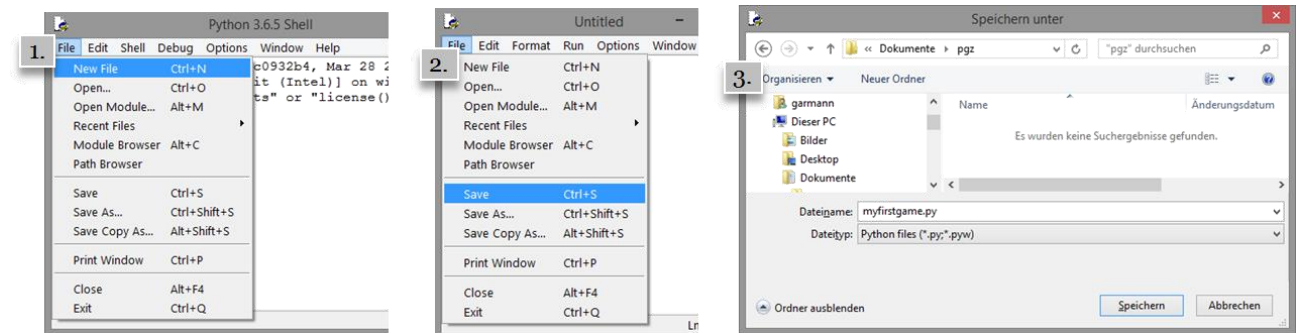 Python 3.6.5 Shell
1.
File Edit Shell Debug Options Window Help
New File Ctrl+N
Open... Ctrl+O
Open Module... Alt+M
Recent Files
Module Browser Alt+C
Path Browser
Save Ctrl+S
Save As... Ctrl+Shift+S
Save Copy As... Alt+Shift+S
Print Window Ctrl+P
Close Alt+F4
Exit Ctrl+Q
c0932b4, Mar 28 2
it (Intel)] on wi
ts" or "license()
Untitled
2.
File Edit Format Run Options Window
New File Ctrl+N
Open... Ctrl+O
Open Module... Alt+M
Recent Files
Module Browser Alt+C
Path Browser
Save Ctrl+S
Save As... Ctrl+Shift+S
Save Copy As... Alt+Shift+S
Print Window Ctrl+P
Close Alt+F4
Exit Ctrl+Q
Ln
Speichern unter
« Dokumente pgz
"pgz" durchsuchen
3.
Organisieren Neuer Ordner
garmann
Dieser PC
Bilder
Desktop
Dokumente
Name Änderungsdatum
Es wurden keine Suchergebnisse gefunden.
Dateiname: myfirstgame.py
Dateityp: Python files (*.py;*.pyw)
Ordner ausblenden
Speichern Abbrechen